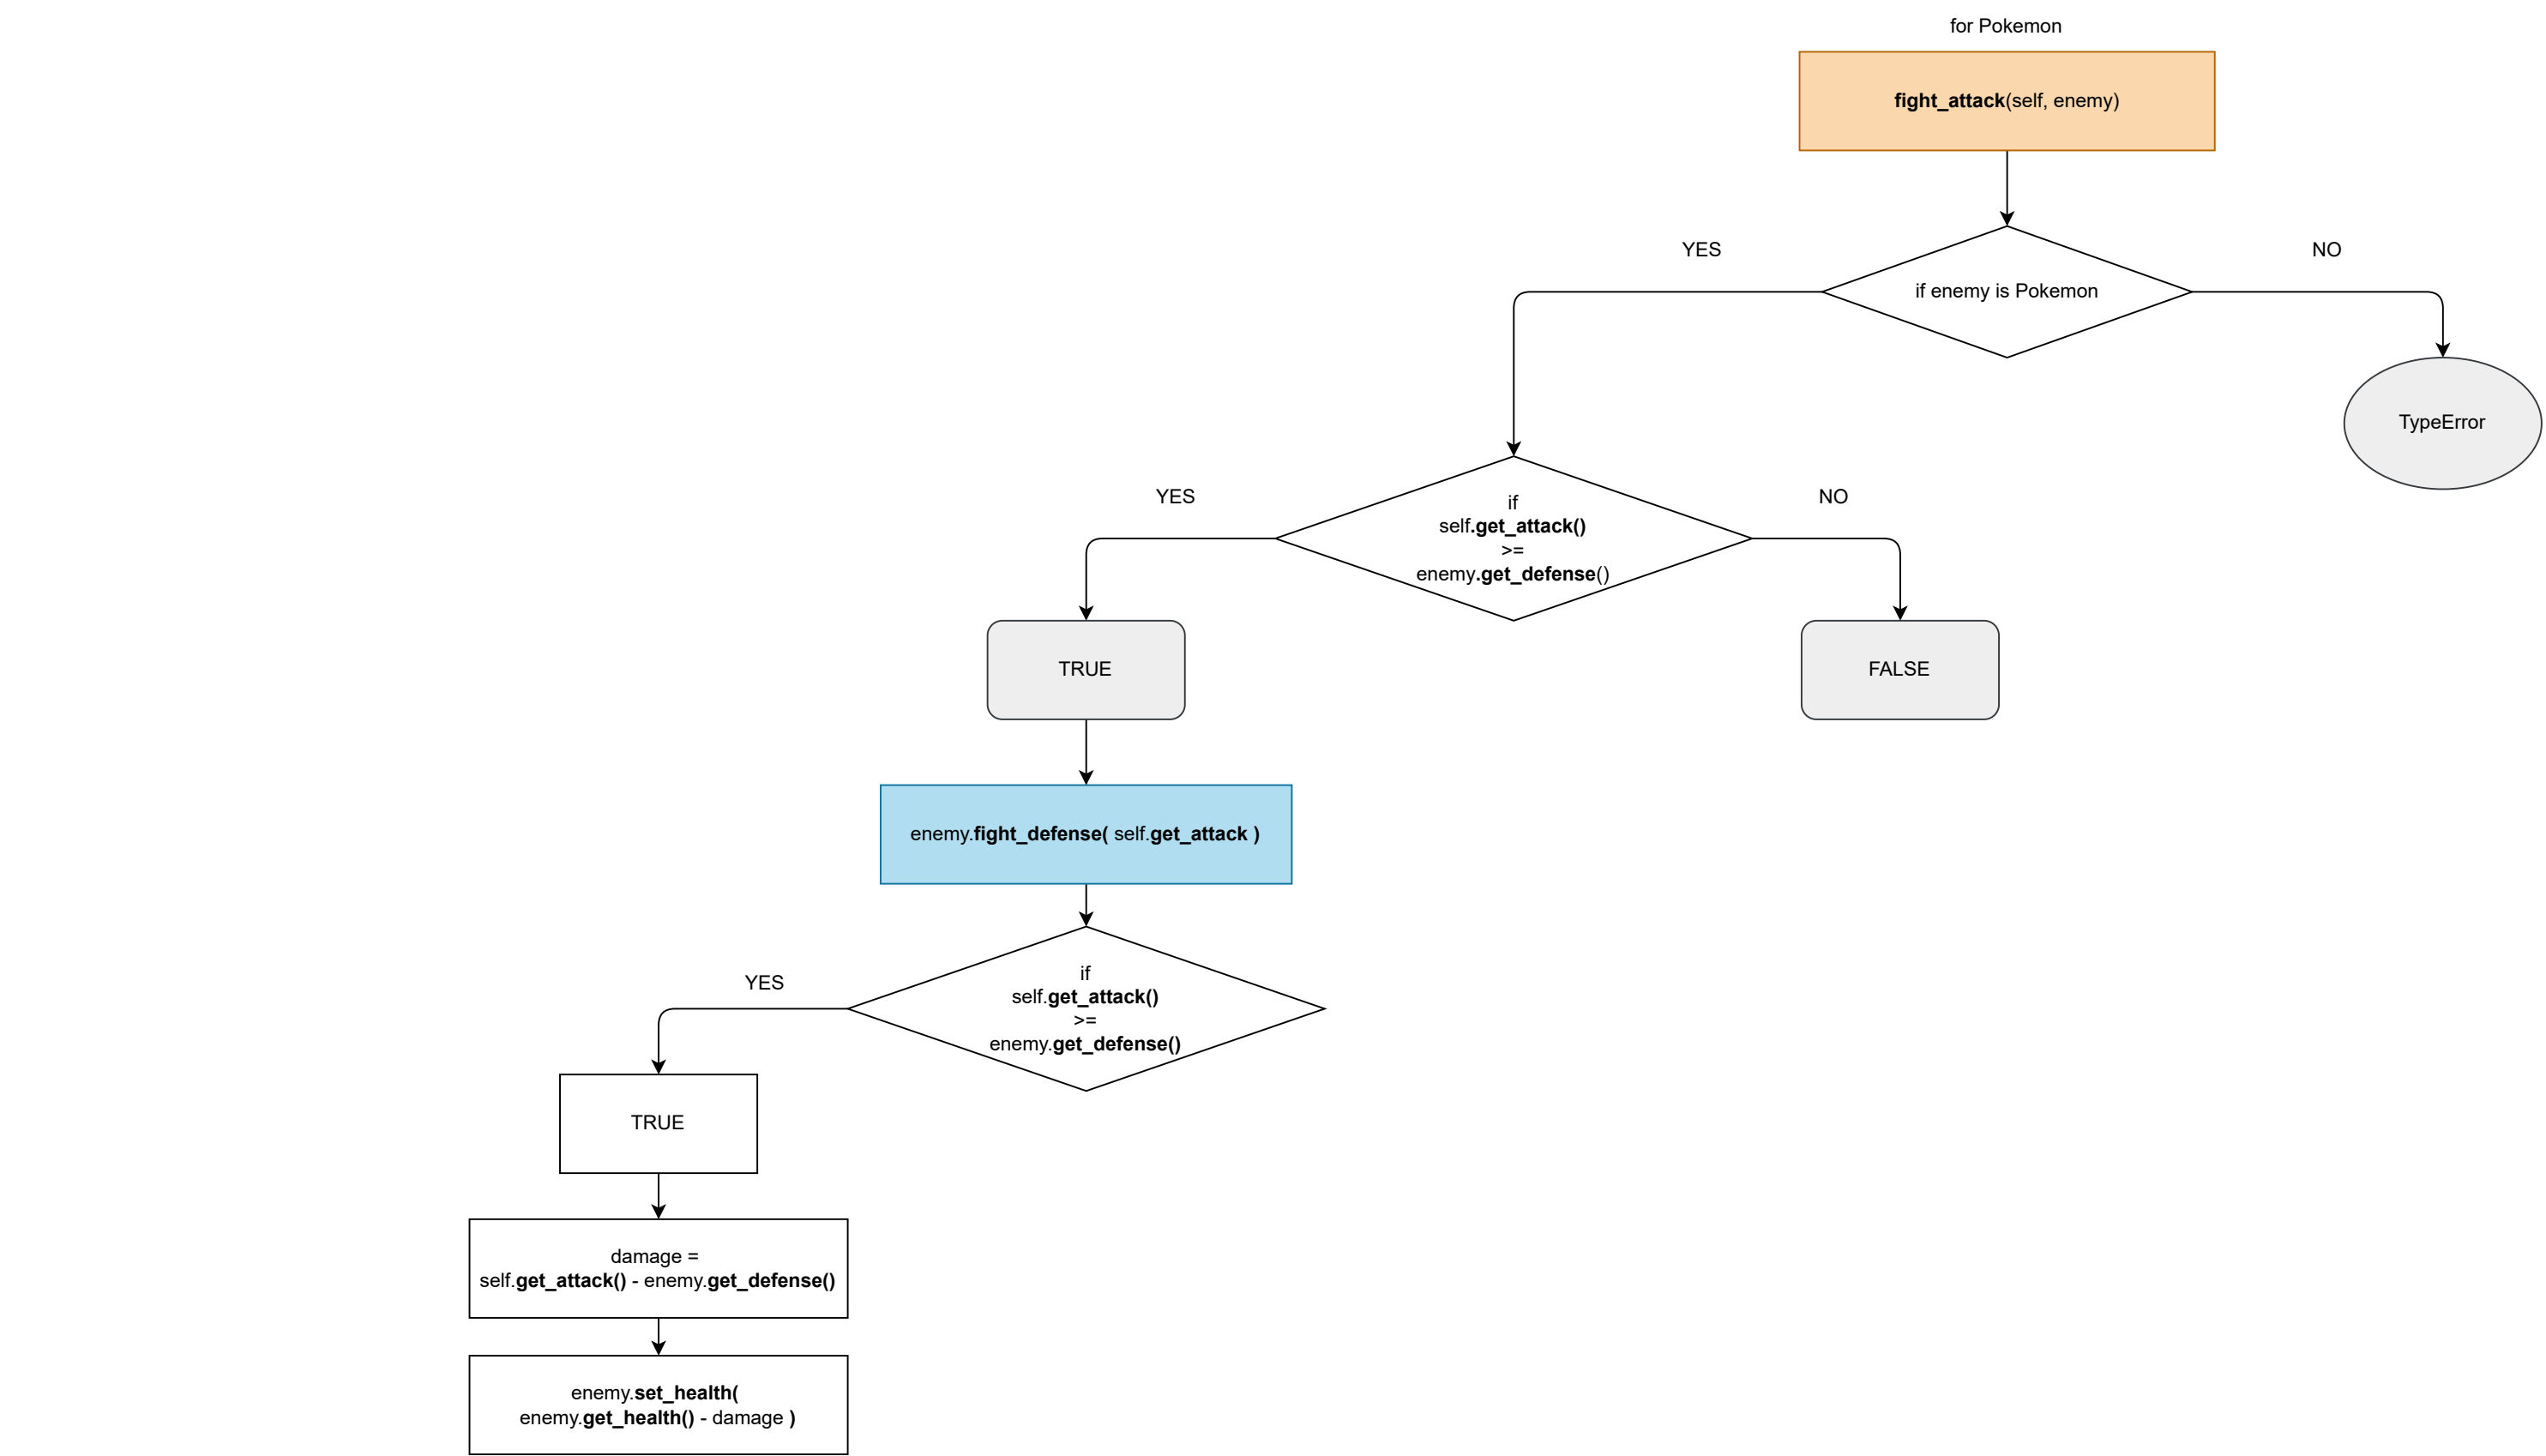 for Pokemon
fight_attack(self, enemy)
YES
NO
if enemy is Pokemon
TypeError
YES
NO
if
self.get_attack()
>=
enemy.get_defense()
TRUE
FALSE
enemy.fight_defense( self.get_attack )
YES
if
self.get_attack()
>=
enemy.get_defense()
TRUE
damage =
self.get_attack() - enemy.get_defense()
enemy.set_health(
enemy.get_health() - damage )